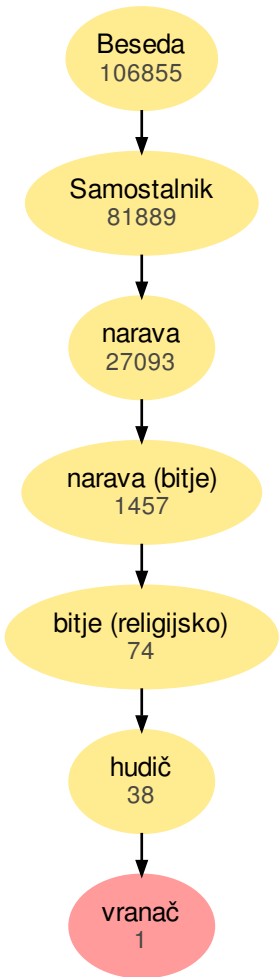 Beseda
106855
Samostalnik
81889
narava
27093
narava (bitje)
1457
bitje (religijsko)
74
hudič
38
vranač
1